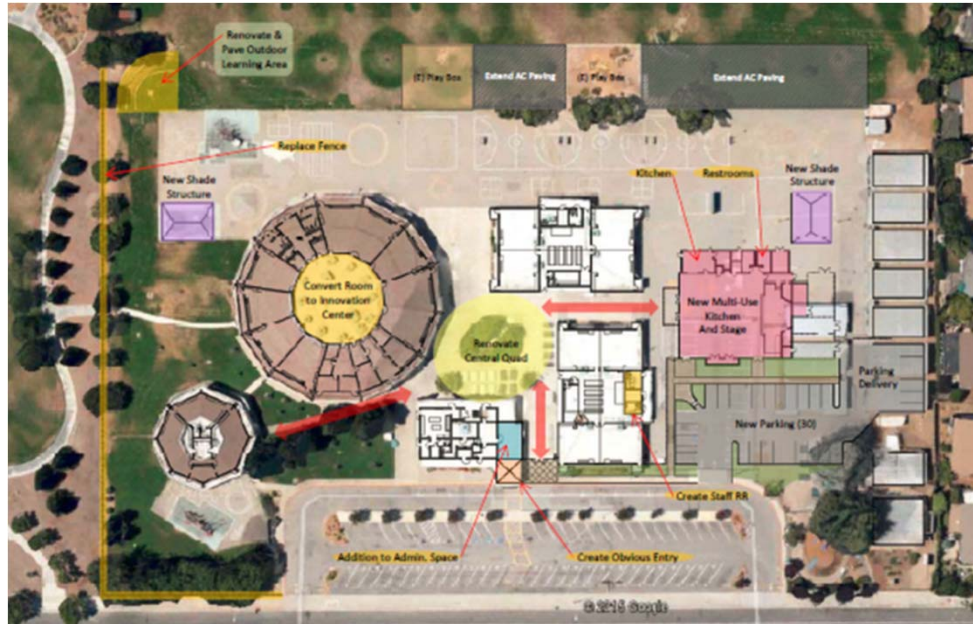 Renovate &
Pave Outdoor
Learning Area
(E) Play Box
Extend AC Paving
(E) Play Box
Extend AC Paving
Replace Fence
New Shade
Structure
Kitchen
Restrooms
New Shade
Structure
Convert Room
to Innovation
Center
New Multi-Use
Kitchen
And Stage
Renovate
Central Quad
Parking
Delivery
New Parking (30)
Create Staff RR
Addition to Admin. Space
Create Obvious Entry
© 2016 Google